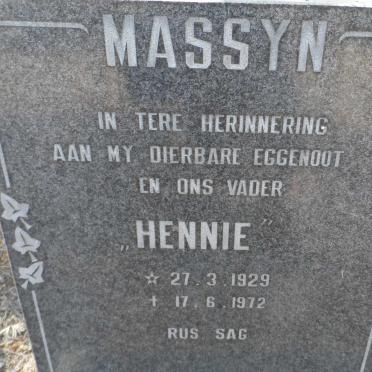 MASSYN
IN TERE HERINNERING
AAN MY DIERBARE EGGENOUT
EN ONS VADER
„HENNIE"
☆ 27.3.1929
✝ 17.6.1972
RUS SAG